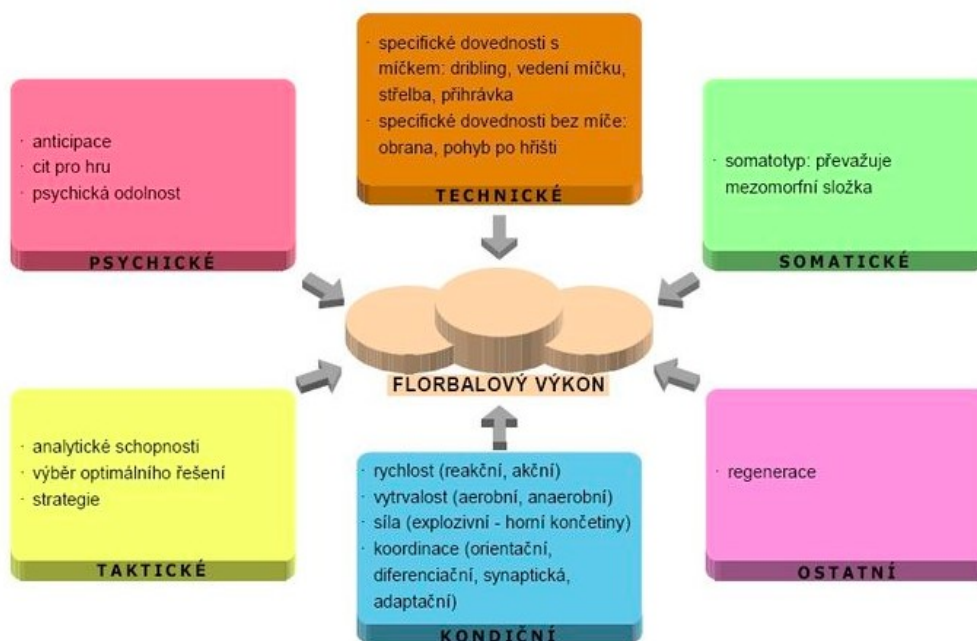 · specifické dovednosti s
míčkem: dribling, vedení míčku,
střelba, přihrávka
· specifické dovednosti bez míče:
obrana, pohyb po hřišti
TECHNICKÉ
· anticipace
· cit pro hru
· psychická odolnost
PSYCHICKÉ
· somatotyp: převažuje
mezomorfní složka
SOMATICKÉ
FLORBALOVÝ VÝKON
· analytické schopnosti
· výběr optimálního řešení
· strategie
TAKTICKÉ
· rychlost (reakční, akční)
· vytrvalost (aerobní, anaerobní)
· síla (explozivní - horní končetiny)
· koordinace (orientační,
diferenciační, synaptická,
adaptační)
KONDIČNÍ
· regenerace
OSTATNÍ